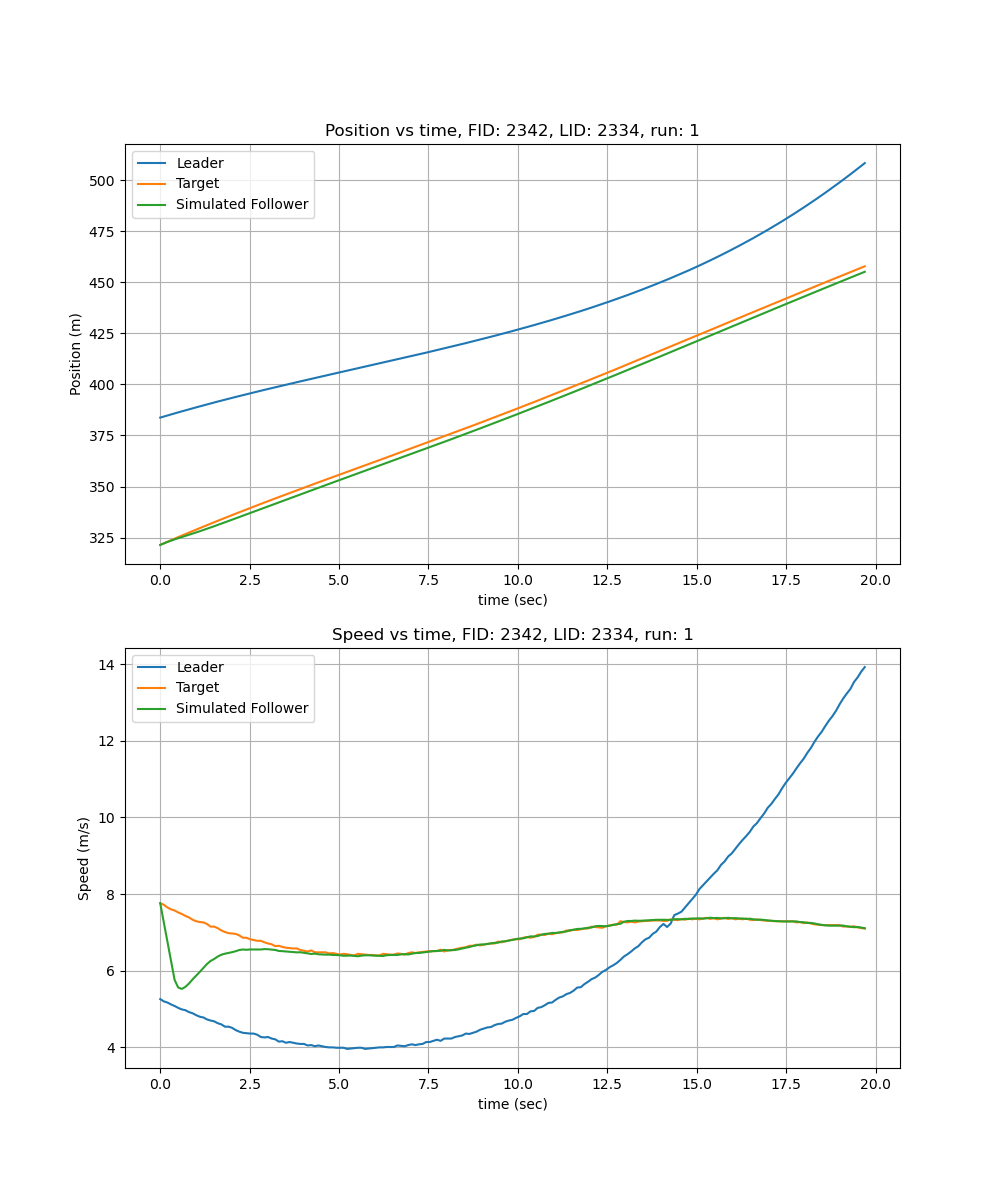 Position vs time, FID: 2342, LID: 2334, run: 1
Leader
Target
Simulated Follower
500
475
450
425
400
375
350
325
Position (m)
0.0 2.5 5.0 7.5 10.0 12.5 15.0 17.5 20.0
time (sec)
Speed vs time, FID: 2342, LID: 2334, run: 1
Leader
Target
Simulated Follower
14
12
10
8
6
4
Speed (m/s)
0.0 2.5 5.0 7.5 10.0 12.5 15.0 17.5 20.0
time (sec)